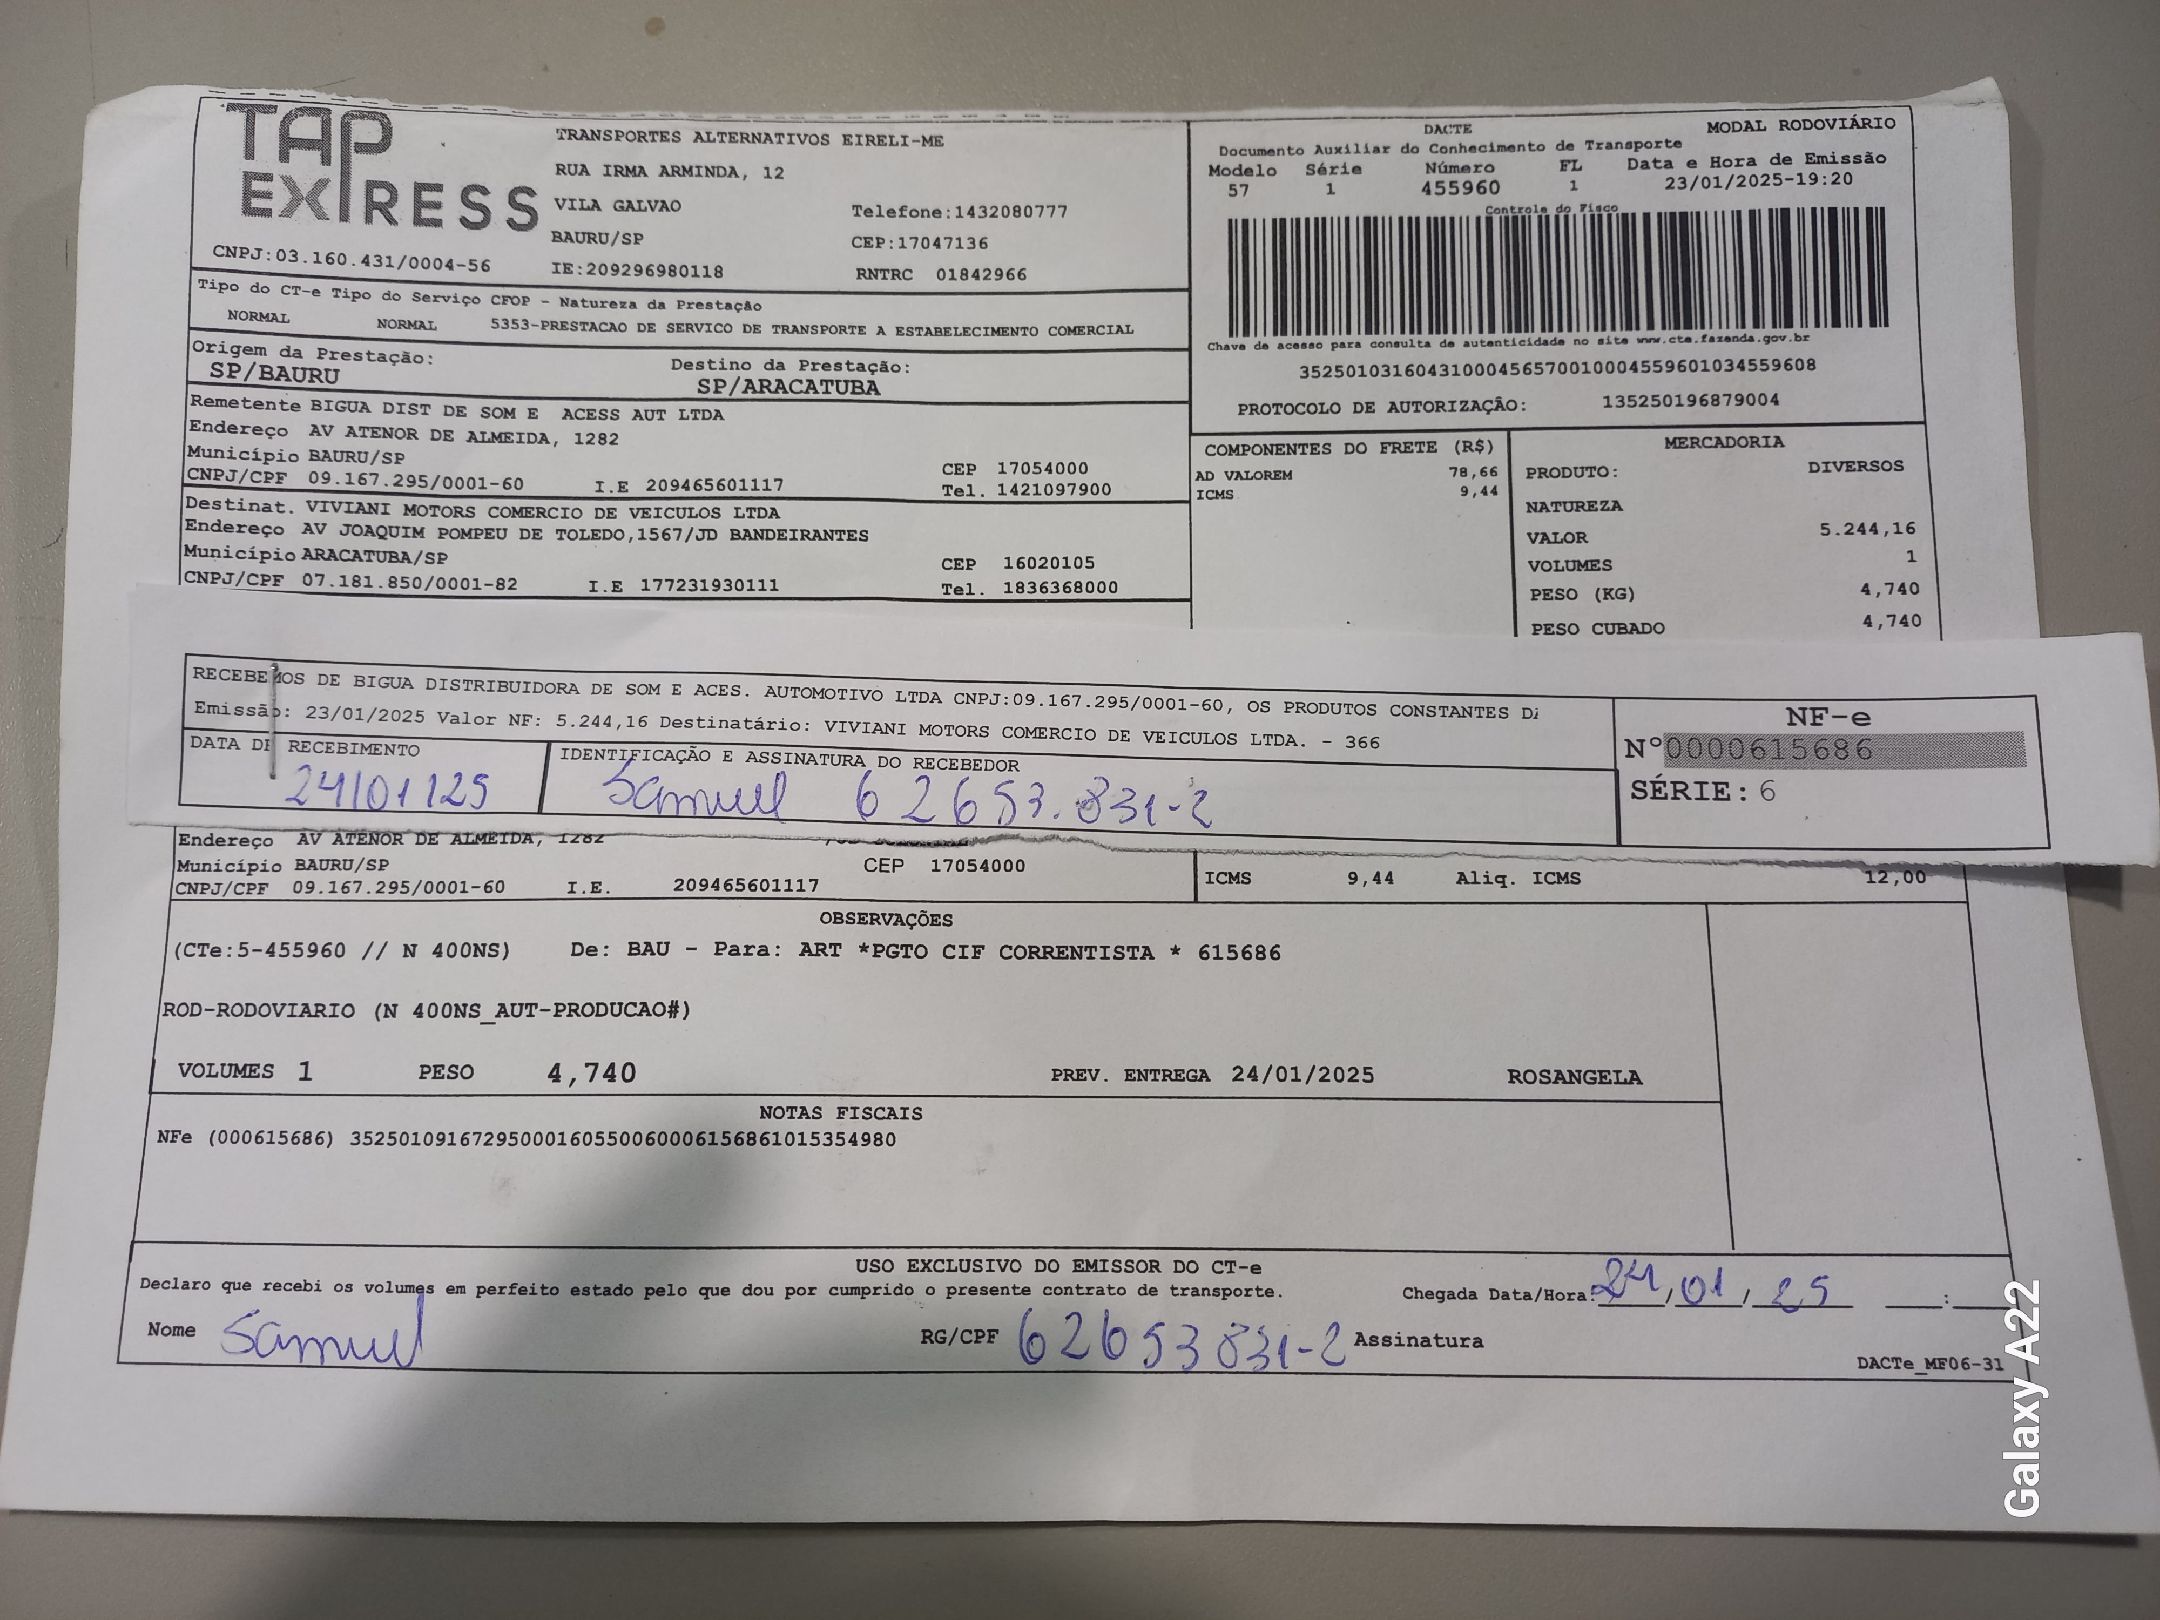 TAP EXPRESS
TRANSPORTES ALTERNATIVOS EIRELI-ME
RUA IRMA ARMINDA, 12
VILA GALVAO Telefone:1432080777
BAURU/SP CEP:17047136
CNPJ:03.160.431/0004-56 IE:209296980118 RNTRC 01842966
DACTE MODAL RODOVIÁRIO
Documento Auxiliar do Conhecimento de Transporte
Modelo Série Número FL Data e Hora de Emissão
57 1 455960 1 23/01/2025-19:20
Controle do Fisco
Chave de acesso para consulta de autenticidade no site www.cte.fazenda.gov.br
35250103160431000456570010004559601034559608
PROTOCOLO DE AUTORIZAÇÃO: 135250196879004
Tipo do CT-e Tipo do Serviço CFOP - Natureza da Prestação
NORMAL NORMAL 5353-PRESTACAO DE SERVICO DE TRANSPORTE A ESTABELECIMENTO COMERCIAL
Origem da Prestação: Destino da Prestação:
SP/BAURU SP/ARACATUBA
Remetente BIGUA DIST DE SOM E ACESS AUT LTDA
Endereço AV ATENOR DE ALMEIDA, 1282
Município BAURU/SP CEP 17054000
CNPJ/CPF 09.167.295/0001-60 I.E 209465601117 Tel. 1421097900
Destinat. VIVIANI MOTORS COMERCIO DE VEICULOS LTDA
Endereço AV JOAQUIM POMPEU DE TOLEDO,1567/JD BANDEIRANTES
Município ARACATUBA/SP CEP 16020105
CNPJ/CPF 07.181.850/0001-82 I.E 177231930111 Tel. 1836368000
COMPONENTES DO FRETE (R$)
AD VALOREM 78,66
ICMS 9,44
MERCADORIA
PRODUTO: DIVERSOS
NATUREZA
VALOR 5.244,16
VOLUMES 1
PESO (KG) 4,740
PESO CUBADO 4,740
RECEBEMOS DE BIGUA DISTRIBUIDORA DE SOM E ACES. AUTOMOTIVO LTDA CNPJ:09.167.295/0001-60, OS PRODUTOS CONSTANTES DA
Emissão: 23/01/2025 Valor NF: 5.244,16 Destinatário: VIVIANI MOTORS COMERCIO DE VEICULOS LTDA. - 366
DATA DE RECEBIMENTO IDENTIFICAÇÃO E ASSINATURA DO RECEBEDOR
24/01/25 Samuel 62653.831-2
NF-e
Nº0000615686
SÉRIE: 6
Endereço AV ATENOR DE ALMEIDA, 1282
Município BAURU/SP CEP 17054000
CNPJ/CPF 09.167.295/0001-60 I.E. 209465601117
ICMS 9,44 Aliq. ICMS 12,00
OBSERVAÇÕES
(CTe:5-455960 // N 400NS) De: BAU - Para: ART *PGTO CIF CORRENTISTA * 615686
ROD-RODOVIARIO (N 400NS_AUT-PRODUCAO#)
VOLUMES 1 PESO 4,740 PREV. ENTREGA 24/01/2025 ROSANGELA
NOTAS FISCAIS
NFe (000615686) 35250109167295000160550060006156861015354980
USO EXCLUSIVO DO EMISSOR DO CT-e
Declaro que recebi os volumes em perfeito estado pelo que dou por cumprido o presente contrato de transporte. Chegada Data/Hora: 24/01/25 __:__
Nome Samuel RG/CPF 62653831-2 Assinatura
DACTe_MF06-31
Galaxy A22